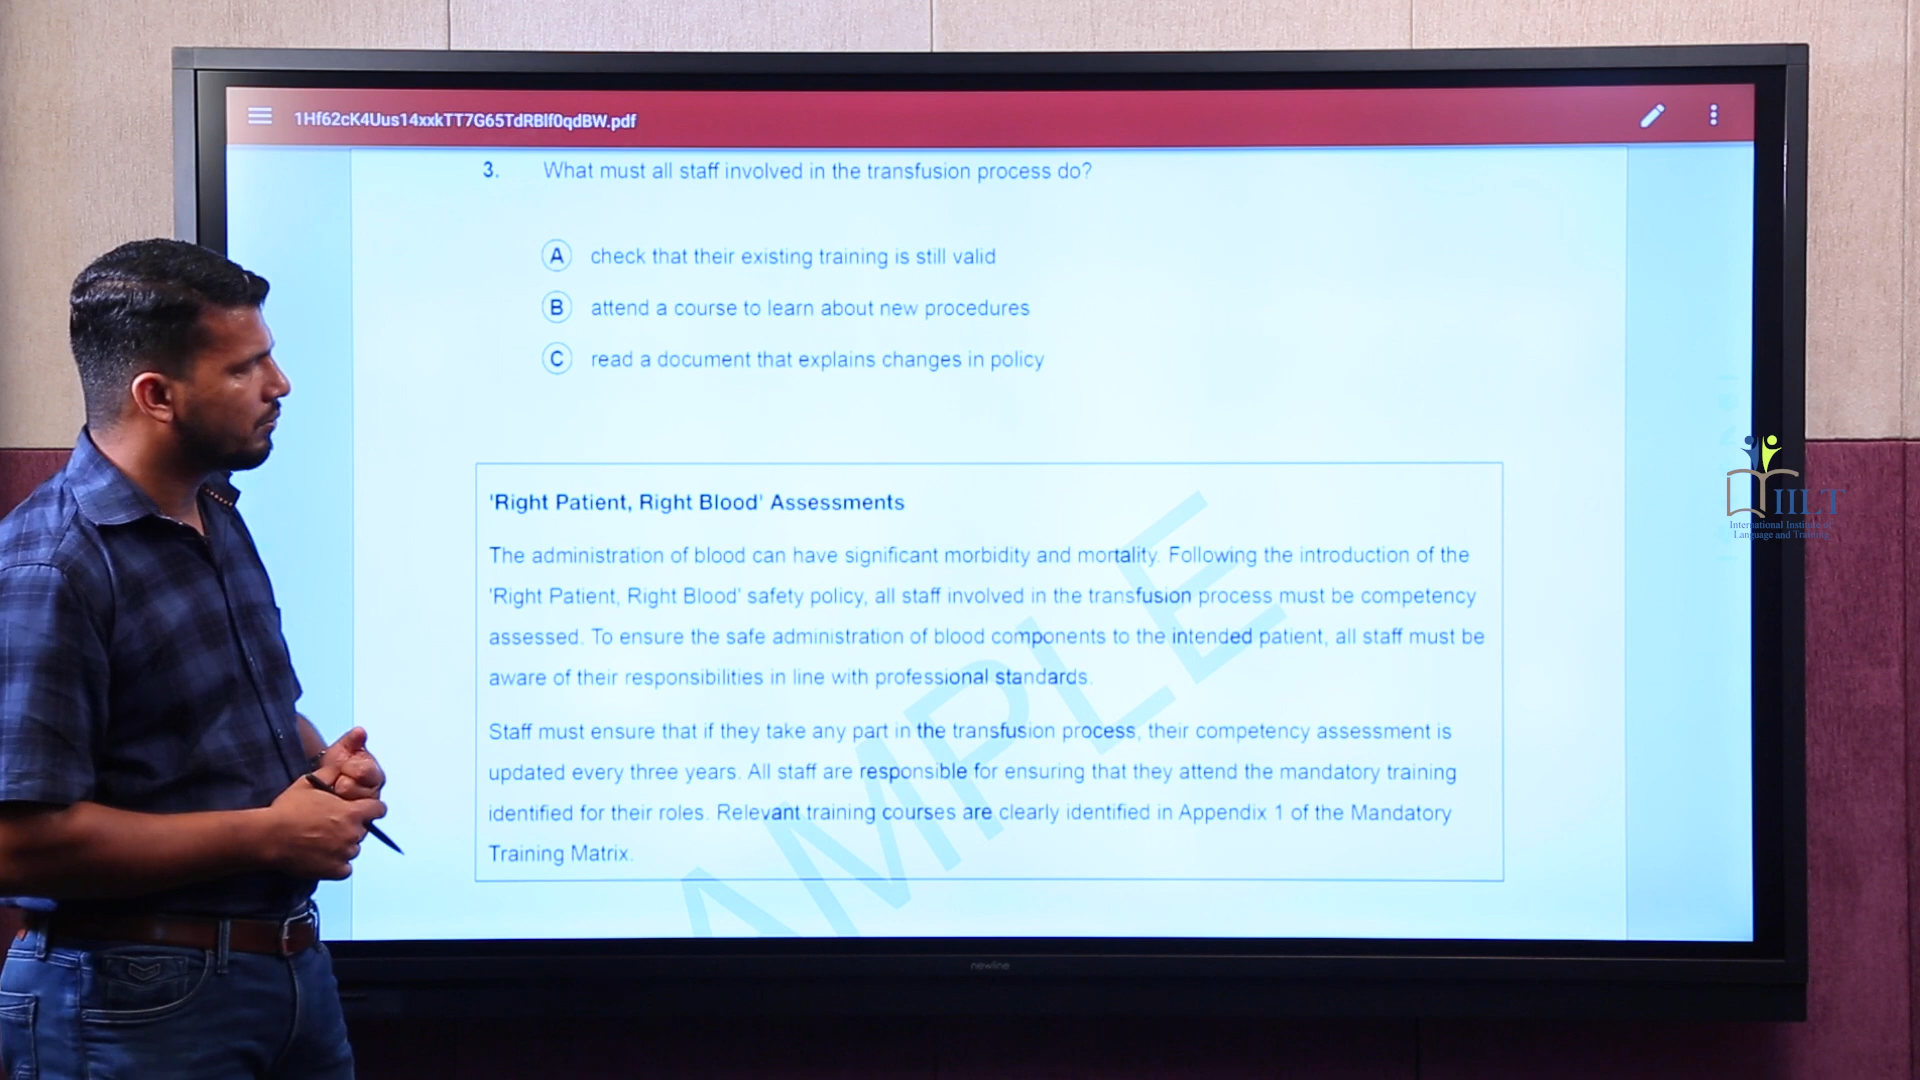 1Hf62cK4Uus14xxkTT7G65TdRBlf0qdBW.pdf
3. What must all staff involved in the transfusion process do?
A check that their existing training is still valid
B attend a course to learn about new procedures
C read a document that explains changes in policy
'Right Patient, Right Blood' Assessments
The administration of blood can have significant morbidity and mortality. Following the introduction of the
'Right Patient, Right Blood' safety policy, all staff involved in the transfusion process must be competency
assessed. To ensure the safe administration of blood components to the intended patient, all staff must be
aware of their responsibilities in line with professional standards.
Staff must ensure that if they take any part in the transfusion process, their competency assessment is
updated every three years. All staff are responsible for ensuring that they attend the mandatory training
identified for their roles. Relevant training courses are clearly identified in Appendix 1 of the Mandatory
Training Matrix.
AMPLE
newline
IILT
International Institute of
Language and Training